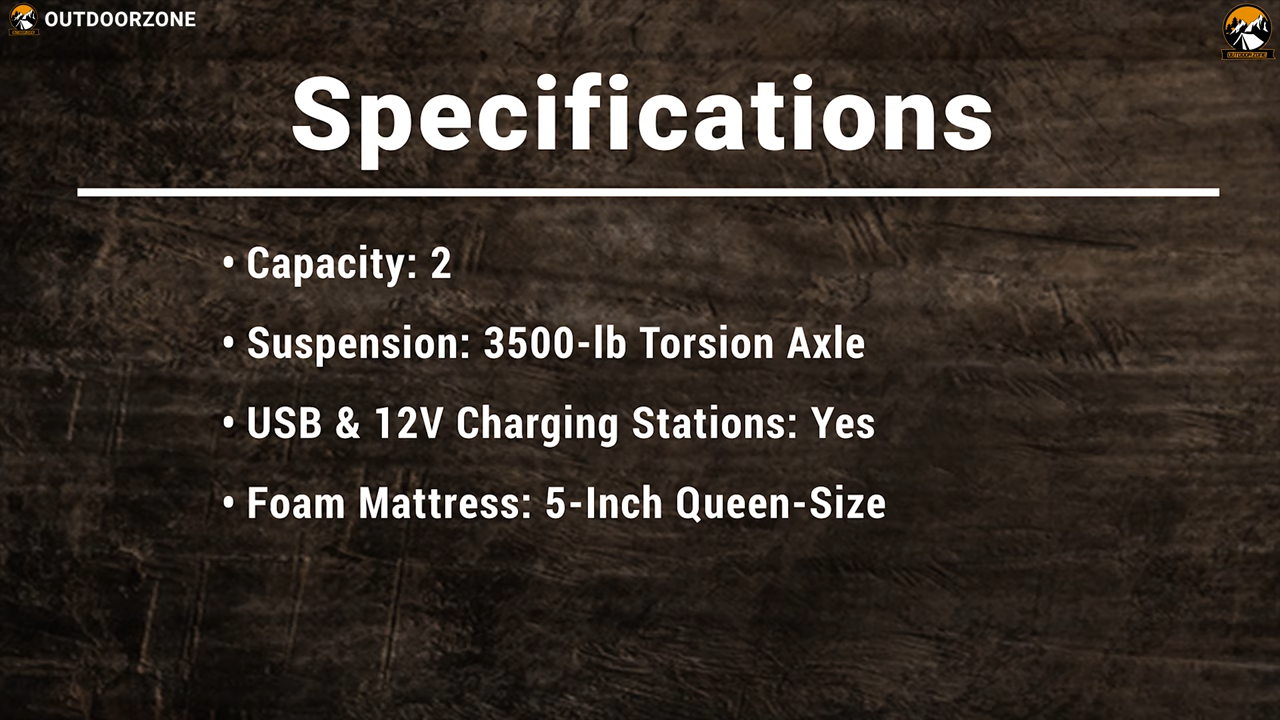 OUTDOORZONE
OUTDOORZONE
Specifications
• Capacity: 2
• Suspension: 3500-lb Torsion Axle
• USB & 12V Charging Stations: Yes
• Foam Mattress: 5-Inch Queen-Size